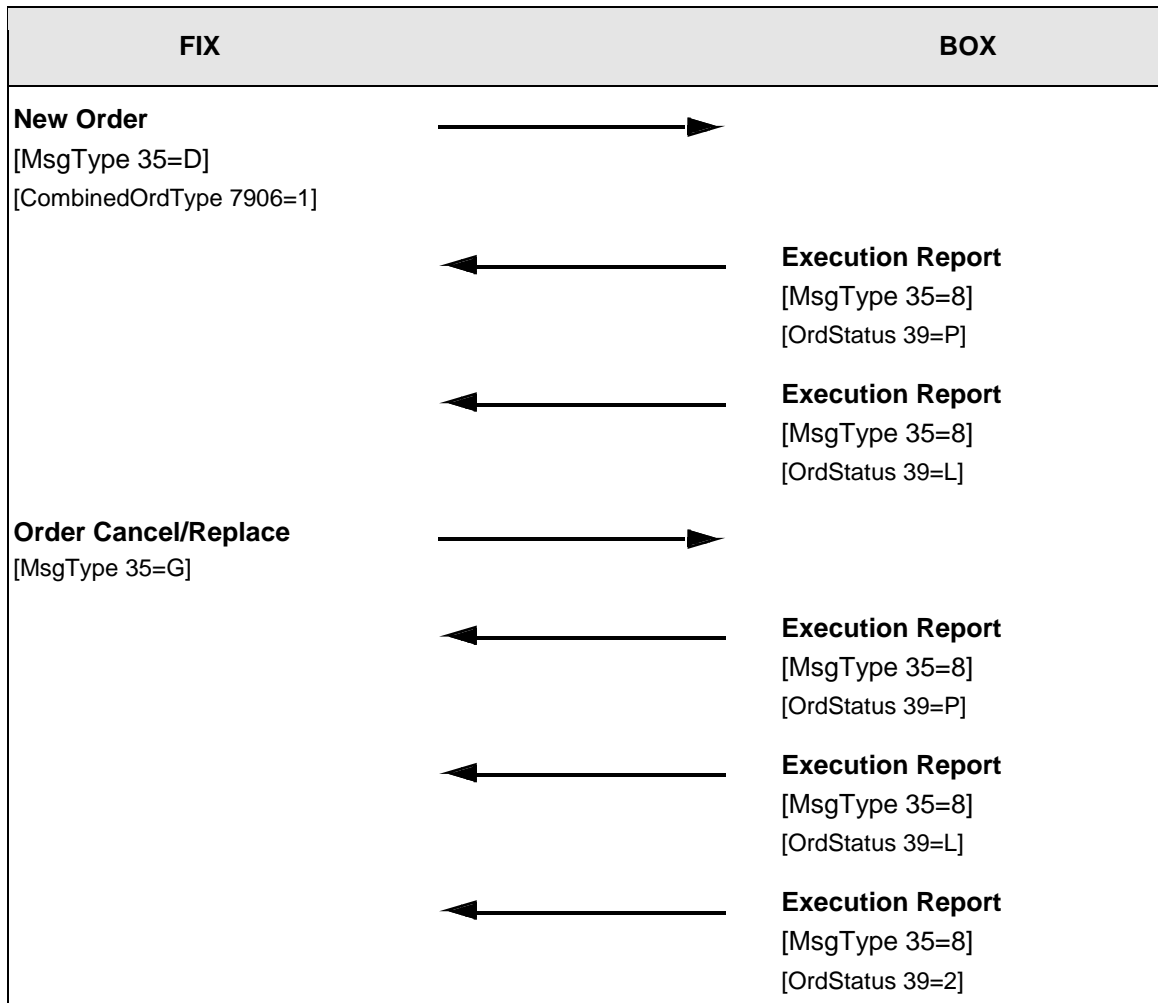 FIX
BOX
New Order
[MsgType 35=D]
[CombinedOrdType 7906=1]
Execution Report
[MsgType 35=8]
[OrdStatus 39=P]
Execution Report
[MsgType 35=8]
[OrdStatus 39=L]
Order Cancel/Replace
[MsgType 35=G]
Execution Report
[MsgType 35=8]
[OrdStatus 39=P]
Execution Report
[MsgType 35=8]
[OrdStatus 39=L]
Execution Report
[MsgType 35=8]
[OrdStatus 39=2]